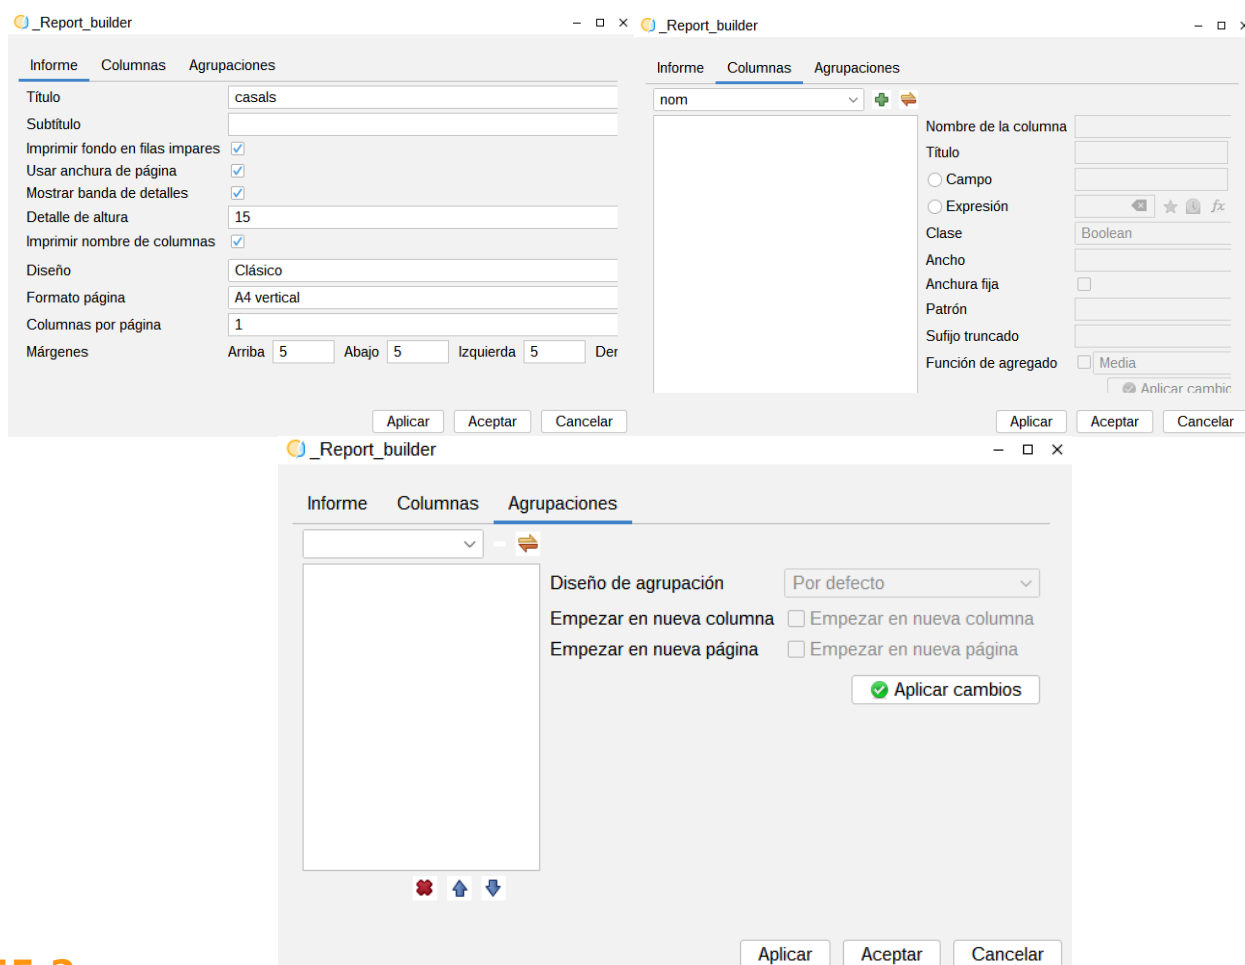 _Report_builder
Informe Columnas Agrupaciones
Título casals
Subtítulo
Imprimir fondo en filas impares
Usar anchura de página
Mostrar banda de detalles
Detalle de altura 15
Imprimir nombre de columnas
Diseño Clásico
Formato página A4 vertical
Columnas por página 1
Márgenes Arriba 5 Abajo 5 Izquierda 5 Der
Aplicar Aceptar Cancelar
_Report_builder
Informe Columnas Agrupaciones
nom
Nombre de la columna
Título
Campo
Expresión fx
Clase Boolean
Ancho
Anchura fija
Patrón
Sufijo truncado
Función de agregado Media
Aplicar cambio
Aplicar Aceptar Cancelar
_Report_builder
Informe Columnas Agrupaciones
Diseño de agrupación Por defecto
Empezar en nueva columna Empezar en nueva columna
Empezar en nueva página Empezar en nueva página
Aplicar cambios
Aplicar Aceptar Cancelar